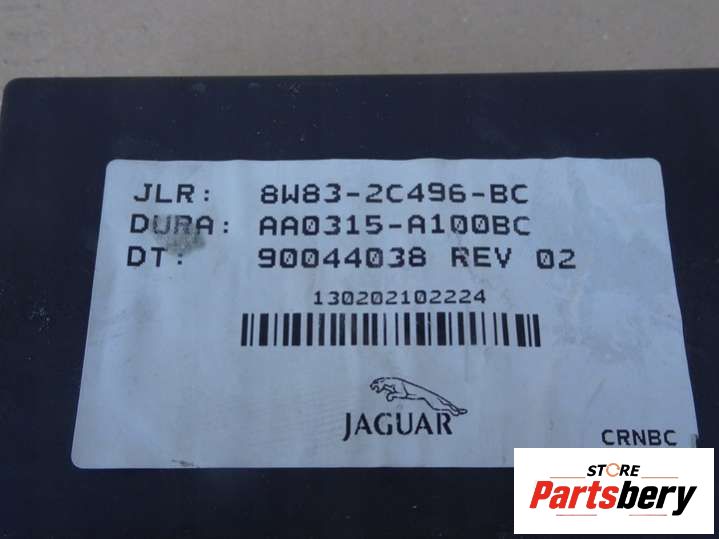 JLR: 8W83-2C496-BC
DURA: AA0315-A100BC
DT: 90044038 REV 02
130202102224
JAGUAR
CRNBC
STORE
Partsbery